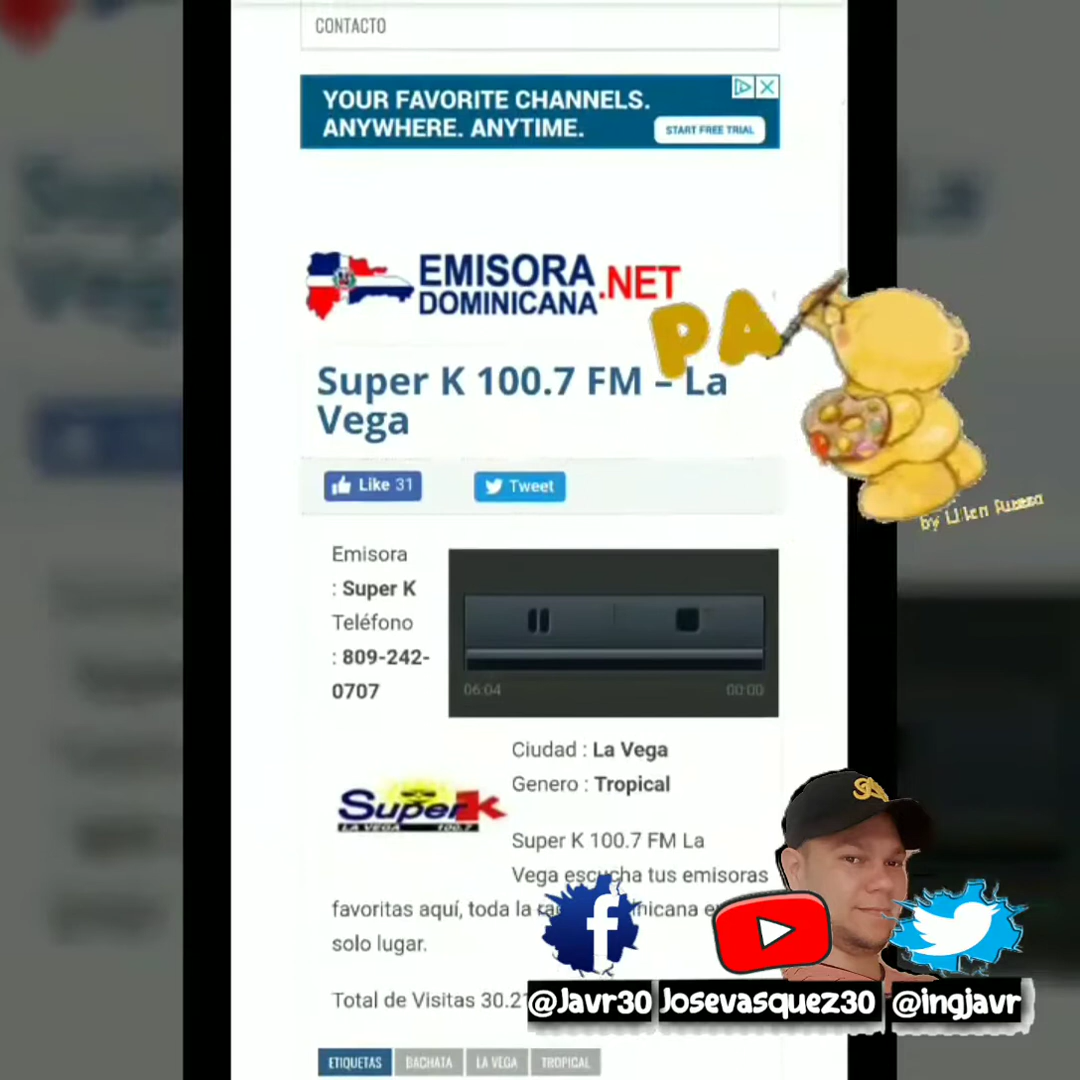 CONTACTO
YOUR FAVORITE CHANNELS.
ANYWHERE. ANYTIME.
START FREE TRIAL
EMISORA
DOMINICANA.NET
PA
Super K 100.7 FM – La
Vega
Like 31
Tweet
by Lilen
Emisora
: Super K
Teléfono
: 809-242-
0707
06:04
00:00
Ciudad : La Vega
Genero : Tropical
Super K
LA VEGA 100.7
Super K 100.7 FM La
Vega escucha tus emisoras
favoritas aquí, toda la
solo lugar.
Total de Visitas
@Javr30
Josevasquez30
@ingjavr
ETIQUETAS
BACHATA
LA VEGA
TROPICAL